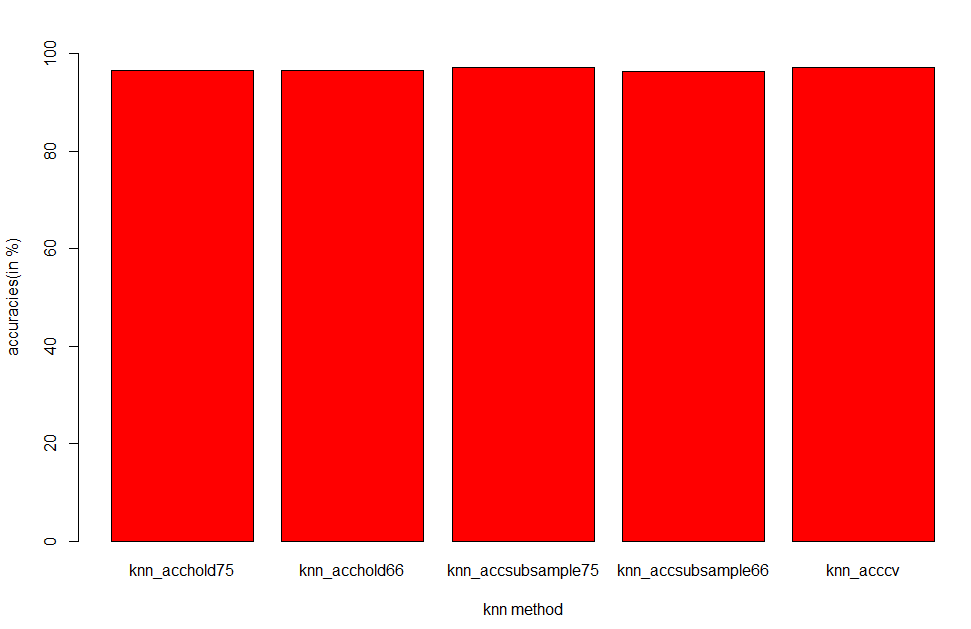 accuracies(in %)
100
80
60
40
20
0
knn_acchold75 knn_acchold66 knn_accsubsample75 knn_accsubsample66 knn_acccv
knn method